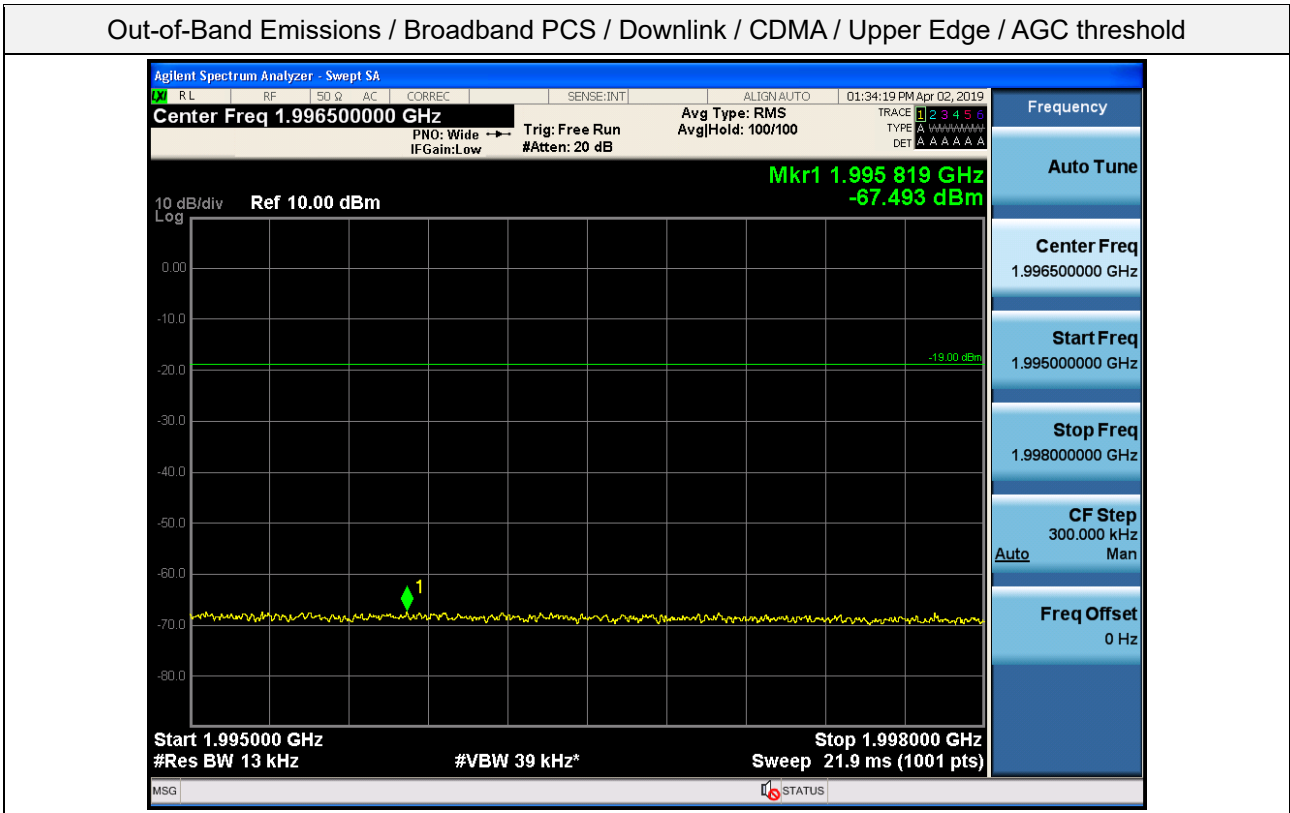 Out-of-Band Emissions / Broadband PCS / Downlink / CDMA / Upper Edge / AGC threshold
Agilent Spectrum Analyzer - Swept SA
LXI RL RF 50 Ω AC CORREC SENSE:INT ALIGN AUTO 01:34:19 PM Apr 02, 2019
Center Freq 1.996500000 GHz
PNO: Wide
IFGain:Low
Trig: Free Run
#Atten: 20 dB
Avg Type: RMS
Avg|Hold: 100/100
TRACE 1 2 3 4 5 6
TYPE A WWWWWW
DET A A A A A A
Mkr1 1.995 819 GHz
-67.493 dBm
10 dB/div Ref 10.00 dBm
Log
0.00
-10.0
-19.00 dBm
-20.0
-30.0
-40.0
-50.0
-60.0
1
-70.0
-80.0
Start 1.995000 GHz Stop 1.998000 GHz
#Res BW 13 kHz #VBW 39 kHz* Sweep 21.9 ms (1001 pts)
MSG STATUS
Frequency
Auto Tune
Center Freq
1.996500000 GHz
Start Freq
1.995000000 GHz
Stop Freq
1.998000000 GHz
CF Step
300.000 kHz
Auto Man
Freq Offset
0 Hz